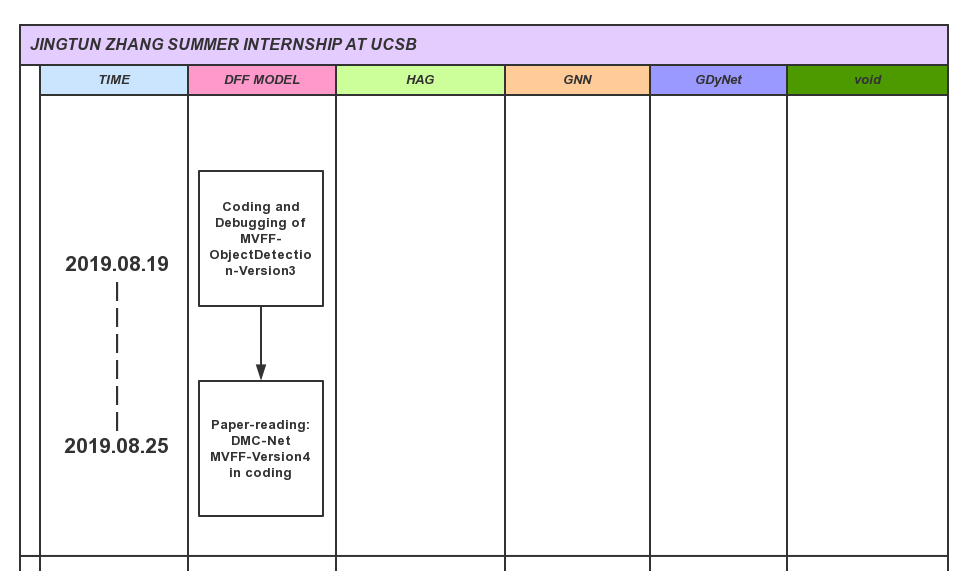 JINGTUN ZHANG SUMMER INTERNSHIP AT UCSB
TIME
DFF MODEL
HAG
GNN
GDyNet
void
2019.08.19
2019.08.25
Coding and
Debugging of
MVFF-
ObjectDetectio
n-Version3
Paper-reading:
DMC-Net
MVFF-Version4
in coding